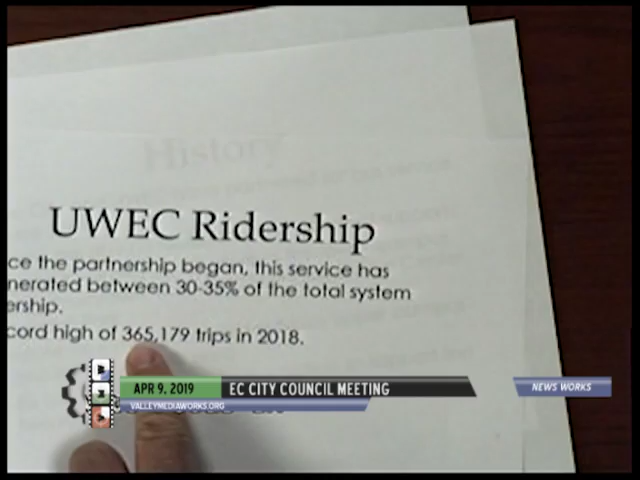 History
UWEC Ridership
ce the partnership began, this service has
nerated between 30-35% of the total system
ership.
cord high of 365,179 trips in 2018.
APR 9, 2019
EC CITY COUNCIL MEETING
NEWS WORKS
VALLEYMEDIAWORKS.ORG